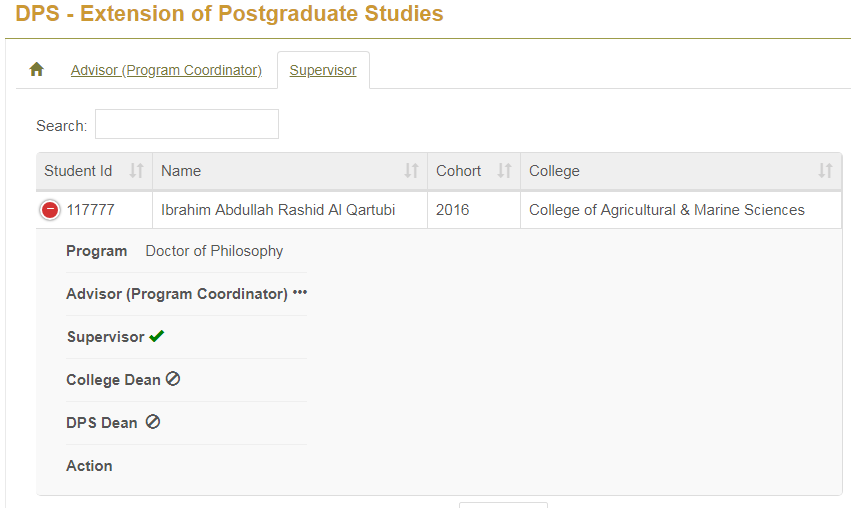 DPS - Extension of Postgraduate Studies
Advisor (Program Coordinator) Supervisor
Search:
Student Id Name Cohort College
117777 Ibrahim Abdullah Rashid Al Qartubi 2016 College of Agricultural & Marine Sciences
Program Doctor of Philosophy
Advisor (Program Coordinator) •••
Supervisor
College Dean
DPS Dean
Action